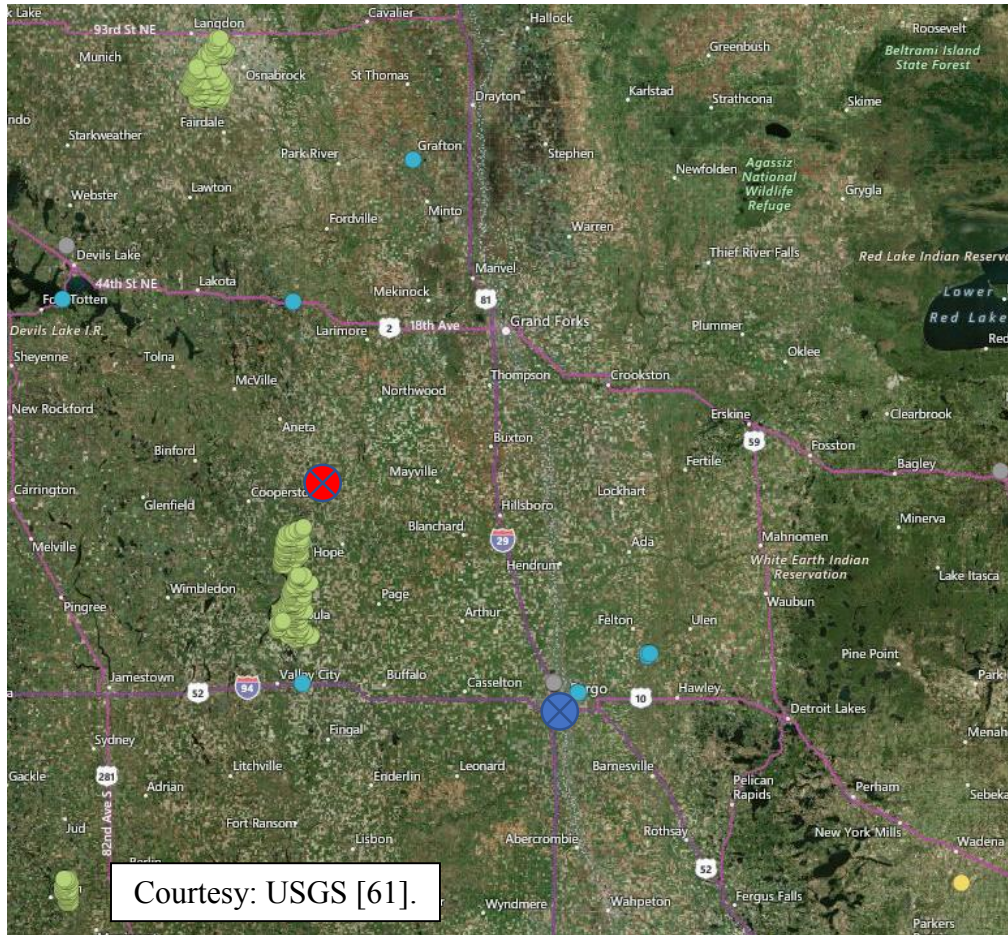 k Lake
93rd St NE
Langdon
Cavalier
Hallock
Roosevelt
Munich
Osnabrock
St Thomas
Greenbush
Beltrami Island
State Forest
Karlstad
Drayton
Strathcona
Skime
Fairdale
Starkweather
Park River
Grafton
Stephen
Newfolden
Agassiz
National
Wildlife
Refuge
Grygla
Webster
Lawton
Fordville
Minto
Warren
Devils Lake
Thief River Falls
Red Lake Indian Reserva
44th St NE
Lakota
Manvel
Mekinock
81
Totten
Lower
Red Lake
Devils Lake I.R.
Larimore
2
18th Ave
Grand Forks
Plummer
Red
Sheyenne
Tolna
Oklee
McVille
Northwood
Thompson
Crookston
New Rockford
Aneta
Erskine
Clearbrook
Binford
Buxton
59
Fosston
Mayville
Fertile
Bagley
Carrington
Glenfield
Lockhart
Hillsboro
Blanchard
Minerva
Melville
Hope
29
Ada
Mahnomen
Hendrum
White Earth Indian
Reservation
Lake Itasca
Pingree
Wimbledon
Page
Arthur
Waubun
Felton
Ulen
Pine Point
Park
Jamestown
52
94
Valley City
Buffalo
Casselton
10
Hawley
Detroit Lakes
Sydney
Fingal
Menah
Gackle
281
Litchville
Enderlin
Leonard
Barnesville
Pelican
Rapids
Adrian
Perham
Sebeka
Jud
82nd Ave S
Fort Ransom
Lisbon
Abercrombie
Rothsay
New York Mills
Wadena
52
Courtesy: USGS [61].
Wyndmere
Wahpeton
Fergus Falls
Parkers